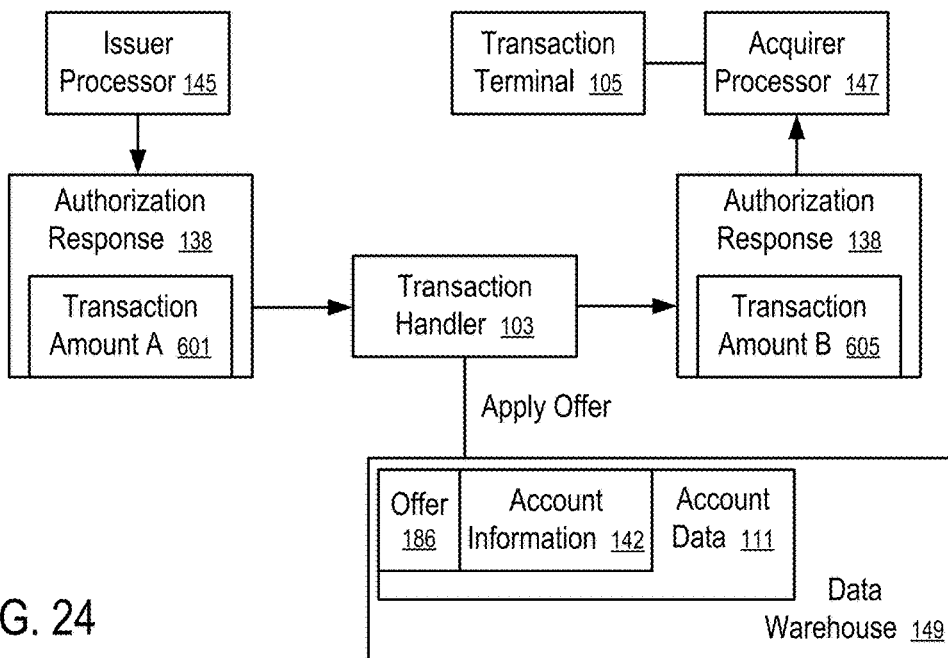 Issuer
Processor 145
Transaction
Terminal 105
Acquirer
Processor 147
Authorization
Response 138
Transaction
Amount A 601
Transaction
Handler 103
Authorization
Response 138
Transaction
Amount B 605
Apply Offer
Offer
186
Account
Information 142
Account
Data 111
Data
Warehouse 149
G. 24